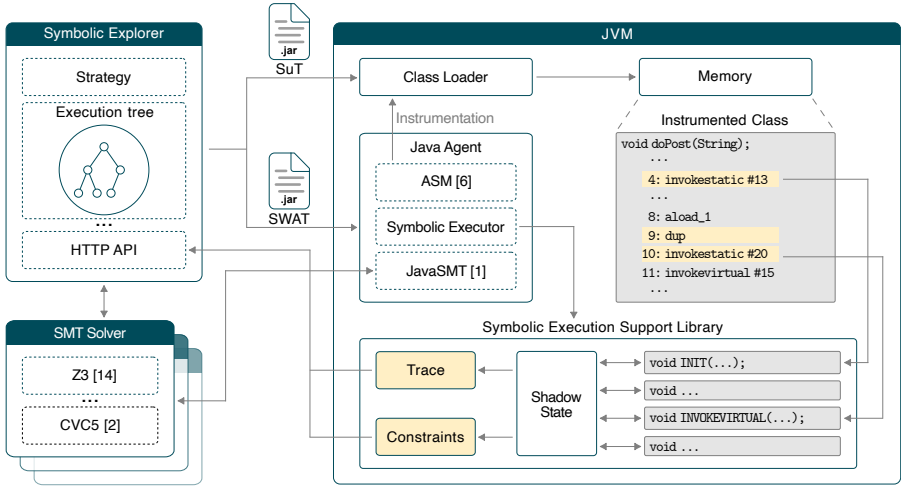 Symbolic Explorer
Strategy
Execution tree
...
HTTP API
SMT Solver
Z3 [14]
...
CVC5 [2]
.jar
SuT
.jar
SWAT
JVM
Class Loader
Memory
Instrumentation
Java Agent
ASM [6]
Symbolic Executor
JavaSMT [1]
Instrumented Class
void doPost(String);
...
4: invokestatic #13
...
8: aload_1
9: dup
10: invokestatic #20
11: invokevirtual #15
...
Symbolic Execution Support Library
Trace
Constraints
Shadow
State
void INIT(...);
void ...
void INVOKEVIRTUAL(...);
void ...